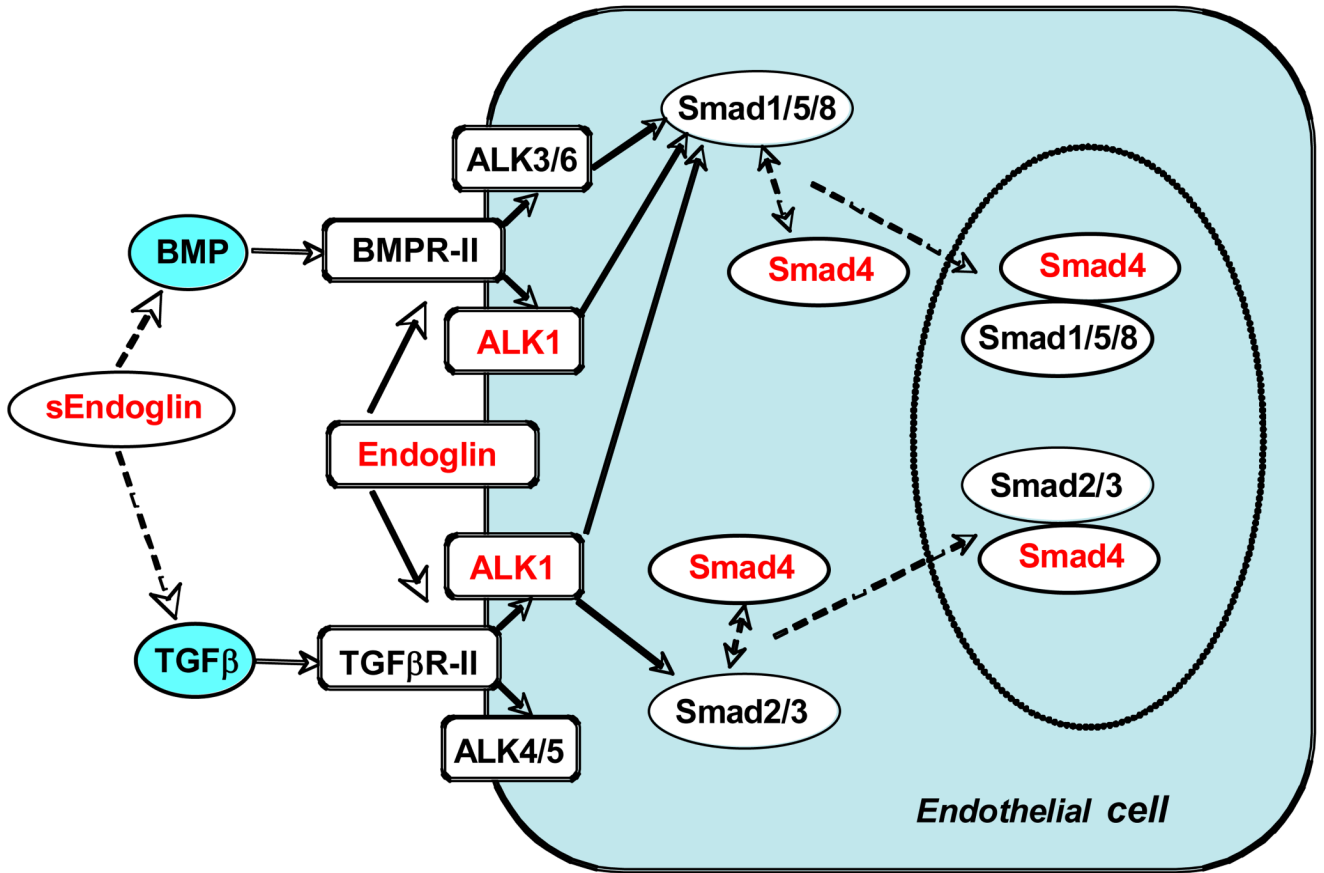 Smad1/5/8
ALK3/6
BMP
BMPR-II
Smad4
Smad4
ALK1
Smad1/5/8
sEndoglin
Endoglin
Smad2/3
ALK1
Smad4
Smad4
TGFβ
TGFβR-II
Smad2/3
ALK4/5
Endothelial cell